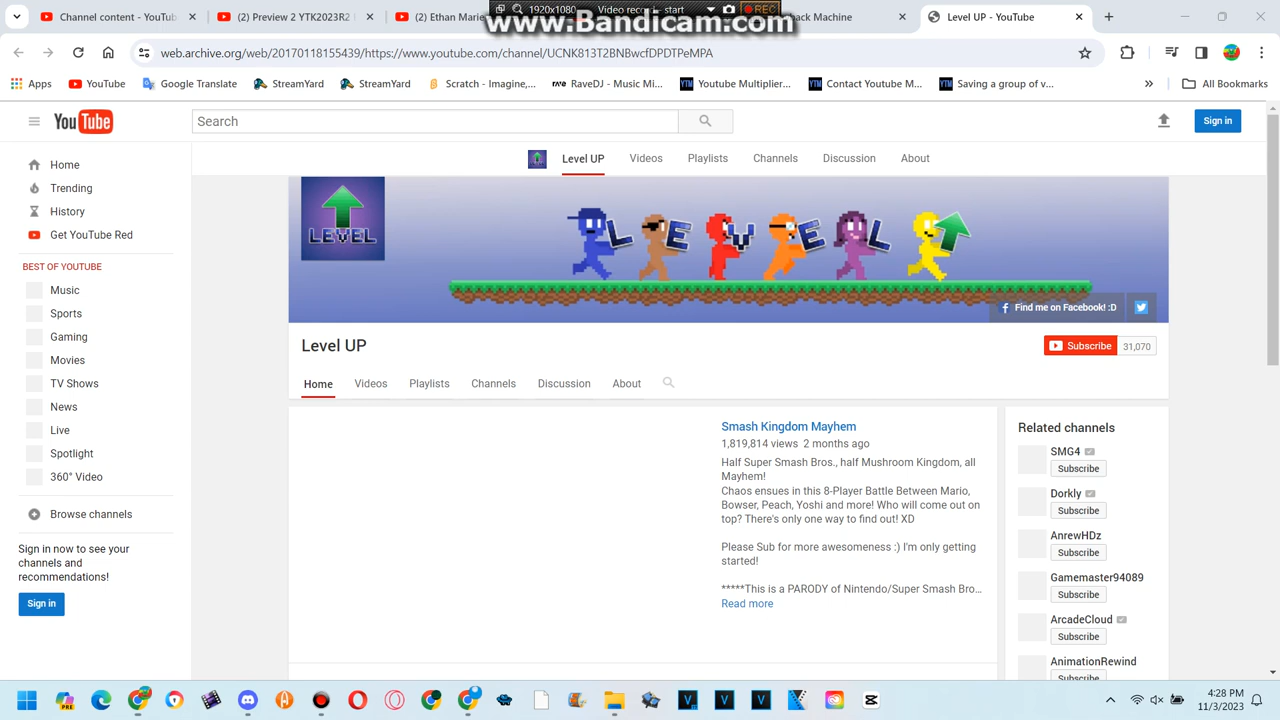 1920x1080
Video recording - start
REC
www.Bandicam.com
Channel content - YouTub
(2) Preview 2 YTK2023R2
(2) Ethan Marie
ack Machine
Level UP - YouTube
web.archive.org/web/20170118155439/https://www.youtube.com/channel/UCNK813T2BNBwcfDPDTPeMPA
Apps
YouTube
Google Translate
StreamYard
StreamYard
Scratch - Imagine,...
RaveDJ - Music Mi...
Youtube Multiplier...
Contact Youtube M...
Saving a group of v...
All Bookmarks
YouTube
Search
Sign in
Level UP
Videos
Playlists
Channels
Discussion
About
Home
Trending
History
Get YouTube Red
BEST OF YOUTUBE
Music
Sports
Gaming
Movies
TV Shows
News
Live
Spotlight
360° Video
Browse channels
Sign in now to see your
channels and
recommendations!
Sign in
LEVEL
LEVEL
Find me on Facebook! :D
Level UP
Subscribe
31,070
Home
Videos
Playlists
Channels
Discussion
About
Smash Kingdom Mayhem
1,819,814 views 2 months ago
Half Super Smash Bros., half Mushroom Kingdom, all
Mayhem!
Chaos ensues in this 8-Player Battle Between Mario,
Bowser, Peach, Yoshi and more! Who will come out on
top? There's only one way to find out! XD
Please Sub for more awesomeness :) I'm only getting
started!
*****This is a PARODY of Nintendo/Super Smash Bro...
Read more
Related channels
SMG4
Subscribe
Dorkly
Subscribe
AnrewHDz
Subscribe
Gamemaster94089
Subscribe
ArcadeCloud
Subscribe
AnimationRewind
Subscribe
4:28 PM
11/3/2023